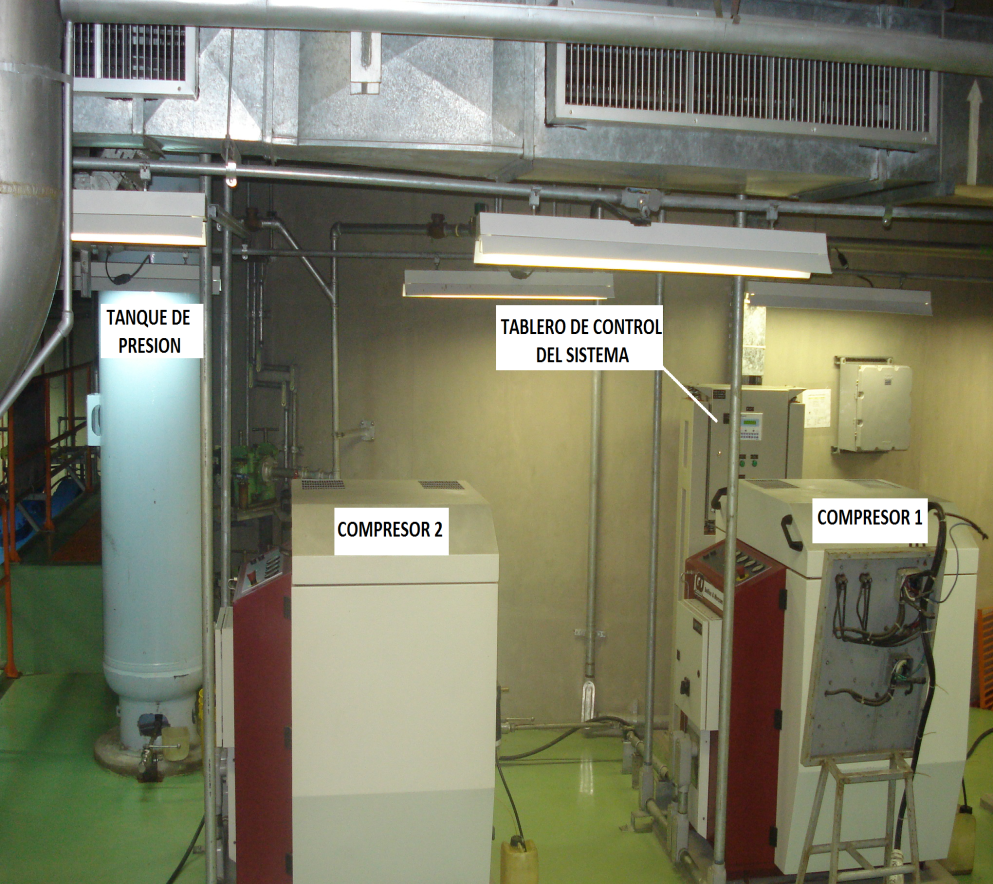 TANQUE DE
PRESION
TABLERO DE CONTROL
DEL SISTEMA
COMPRESOR 2
COMPRESOR 1